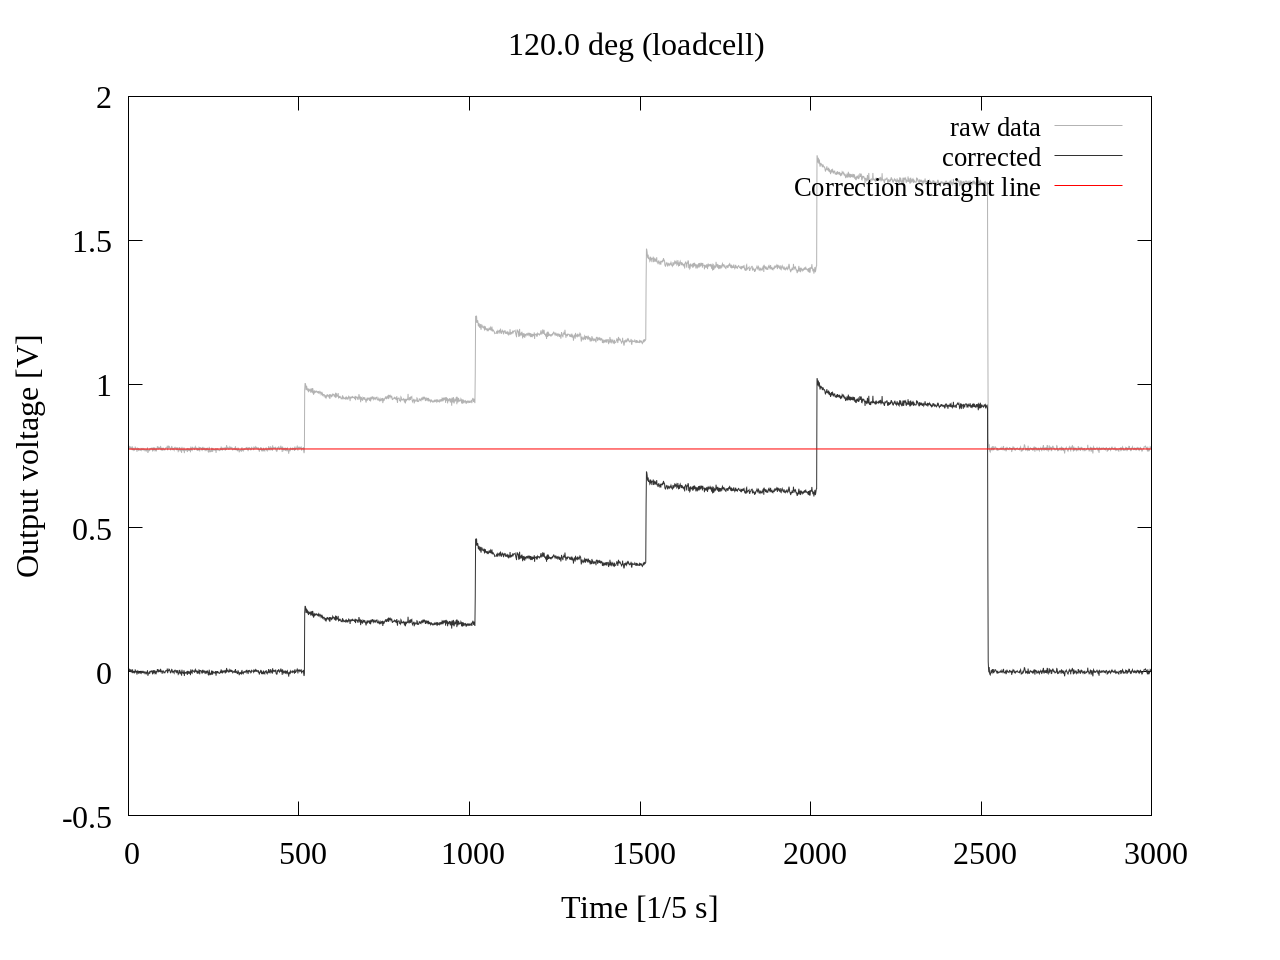 120.0 deg (loadcell)
2
1.5
1
0.5
0
-0.5
Output voltage [V]
raw data
corrected
Correction straight line
0 500 1000 1500 2000 2500 3000
Time [1/5 s]